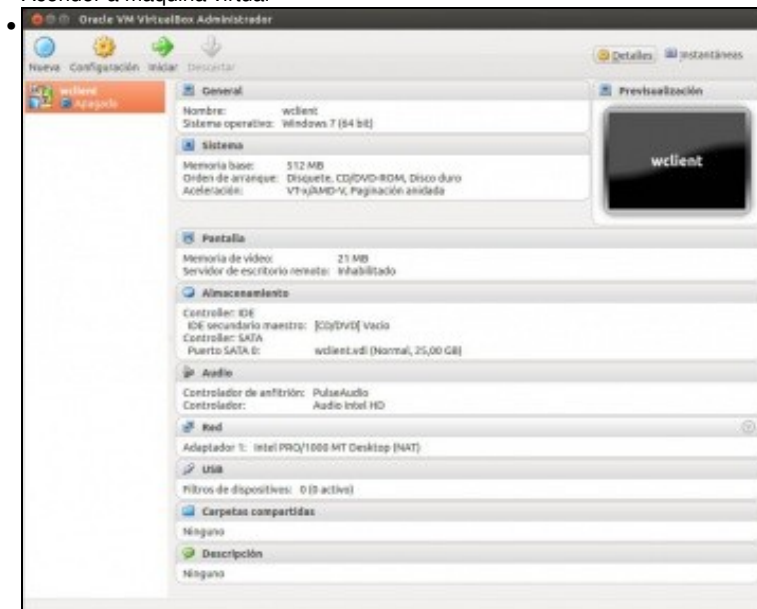 Acender a máquina virtual
Oracle VM VirtualBox Administrador
Nueva Configuración Iniciar Descartar
Detalles Instantáneas
wclient
Apagada
General
Nombre: wclient
Sistema operativo: Windows 7 (64 bit)
Previsualización
wclient
Sistema
Memoria base: 512 MB
Orden de arranque: Disquete, CD/DVD-ROM, Disco duro
Aceleración: VT-x/AMD-V, Paginación anidada
Pantalla
Memoria de vídeo: 21 MB
Servidor de escritorio remoto: Inhabilitado
Almacenamiento
Controller: IDE
IDE secundario maestro: [CD/DVD] Vacío
Controller: SATA
Puerto SATA 0: wclient.vdi (Normal, 25,00 GB)
Audio
Controlador de anfitrión: PulseAudio
Controlador: Audio Intel HD
Red
Adaptador 1: Intel PRO/1000 MT Desktop (NAT)
USB
Filtros de dispositivos: 0 (0 activo)
Carpetas compartidas
Ninguno
Descripción
Ninguno